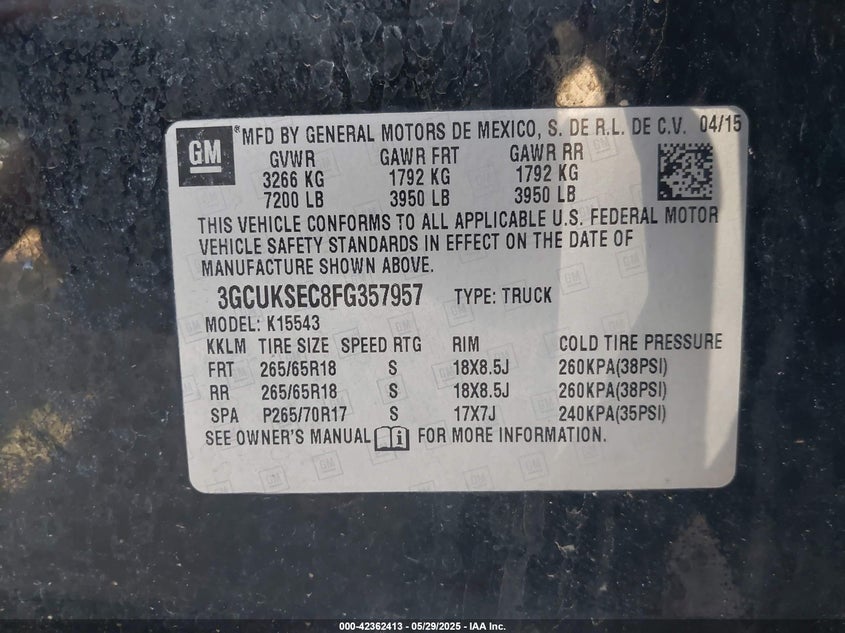 GM ® MFD BY GENERAL MOTORS DE MEXICO, S. DE R.L. DE C.V. 04/15
GVWR GAWR FRT GAWR RR
3266 KG 1792 KG 1792 KG
7200 LB 3950 LB 3950 LB
THIS VEHICLE CONFORMS TO ALL APPLICABLE U.S. FEDERAL MOTOR
VEHICLE SAFETY STANDARDS IN EFFECT ON THE DATE OF
MANUFACTURE SHOWN ABOVE.
3GCUKSEC8FG357957 TYPE: TRUCK
MODEL: K15543
KKLM TIRE SIZE SPEED RTG RIM COLD TIRE PRESSURE
FRT 265/65R18 S 18X8.5J 260KPA(38PSI)
RR 265/65R18 S 18X8.5J 260KPA(38PSI)
SPA P265/70R17 S 17X7J 240KPA(35PSI)
SEE OWNER'S MANUAL FOR MORE INFORMATION.
000-42362413 - 05/29/2025 - IAA Inc.